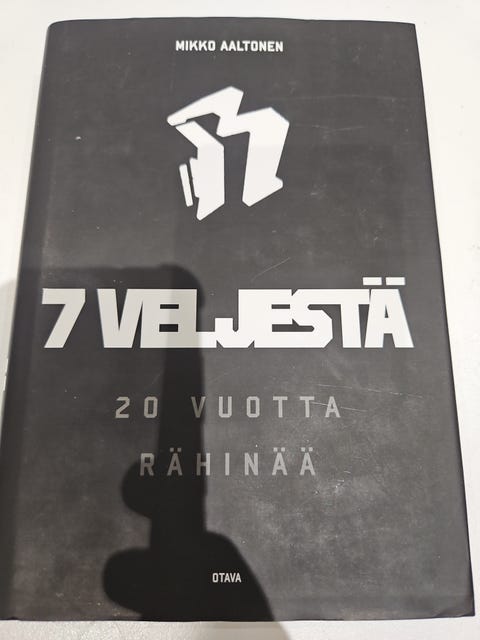 MIKKO AALTONEN
7 VELJESTÄ
20 VUOTTA
RÄHINÄÄ
OTAVA